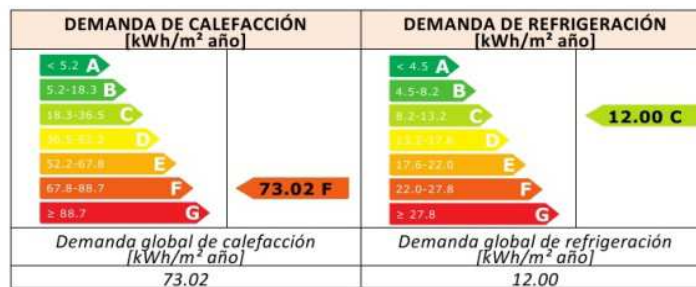 DEMANDA DE CALEFACCIÓN
[kWh/m² año]
DEMANDA DE REFRIGERACIÓN
[kWh/m² año]
< 5.2 A
5.2-18.3 B
18.3-36.5 C
D
52.2-67.8 E
67.8-88.7 F
≥ 88.7 G
73.02 F
< 4.5 A
4.5-8.2 B
8.2-13.2 C
D
17.6-22.0 E
22.0-27.8 F
≥ 27.8 G
12.00 C
Demanda global de calefacción
[kWh/m² año]
Demanda global de refrigeración
[kWh/m² año]
73.02
12.00